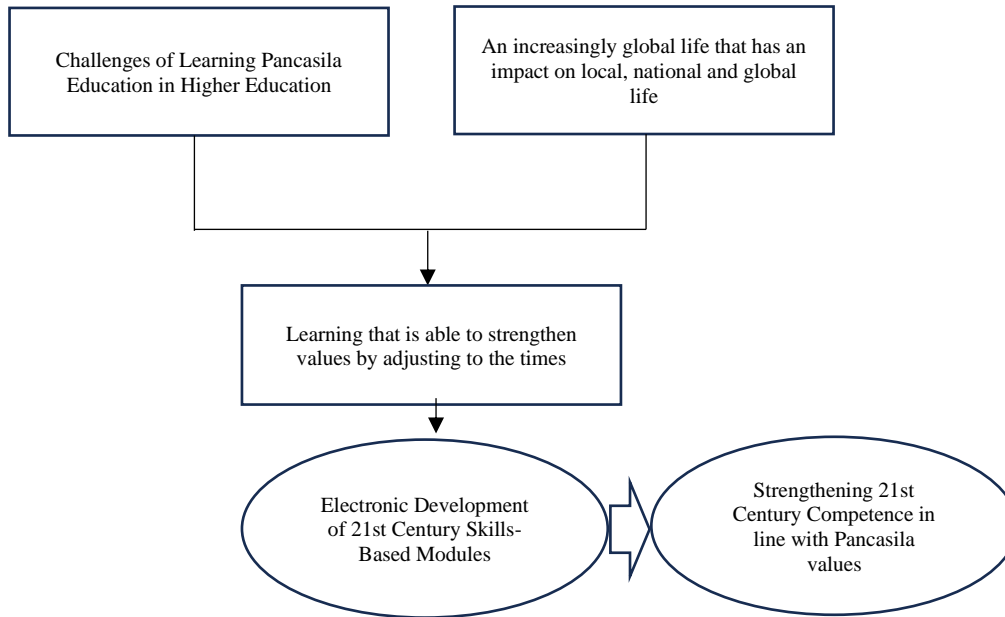 Challenges of Learning Pancasila
Education in Higher Education
An increasingly global life that has an
impact on local, national and global
life
Learning that is able to strengthen
values by adjusting to the times
Electronic Development
of 21st Century Skills-
Based Modules
Strengthening 21st
Century Competence in
line with Pancasila
values